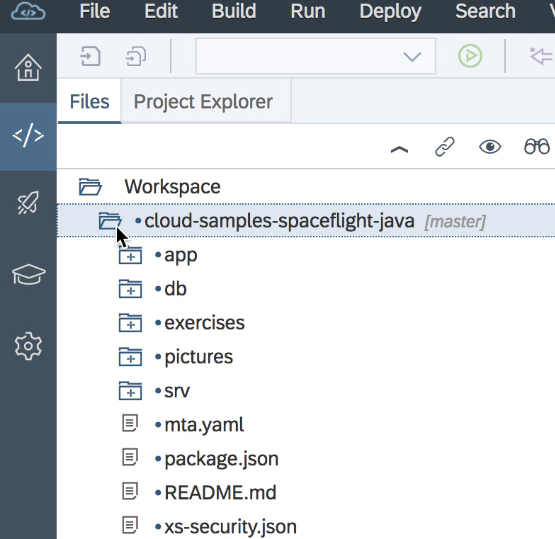 File Edit Build Run Deploy Search
Files Project Explorer
Workspace
cloud-samples-spaceflight-java [master]
app
db
exercises
pictures
srv
mta.yaml
package.json
README.md
xs-security.json